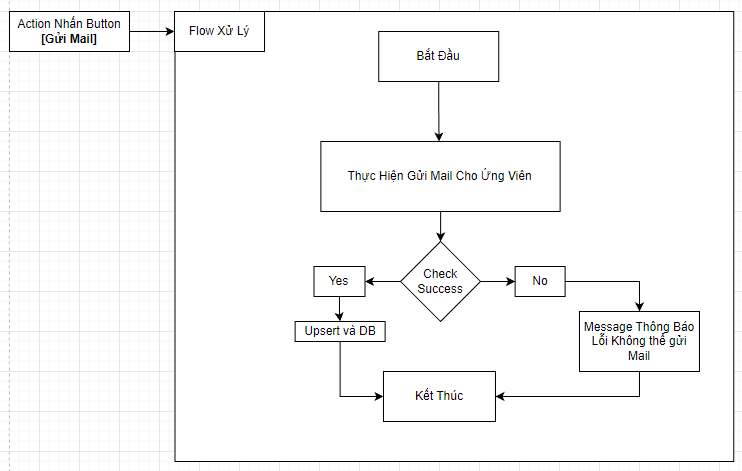 Action Nhấn Button
[Gửi Mail]
Flow Xử Lý
Bắt Đầu
Thực Hiện Gửi Mail Cho Ứng Viên
Check
Success
Yes
No
Upsert và DB
Message Thông Báo
Lỗi Không thể gửi
Mail
Kết Thúc